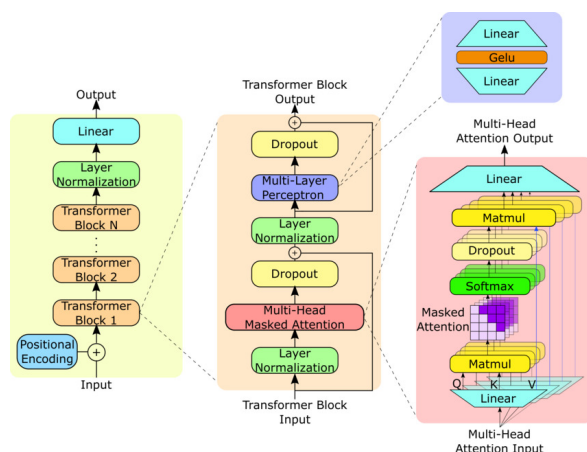 Output
Linear
Layer
Normalization
Transformer
Block N
Transformer
Block 2
Transformer
Block 1
Positional
Encoding
+
Input
Transformer Block
Output
+
Dropout
Multi-Layer
Perceptron
Layer
Normalization
+
Dropout
Multi-Head
Masked Attention
Layer
Normalization
Transformer Block
Input
Linear
Gelu
Linear
Multi-Head
Attention Output
Linear
Matmul
Dropout
Softmax
Masked
Attention
Matmul
Q K V
Linear
Multi-Head
Attention Input